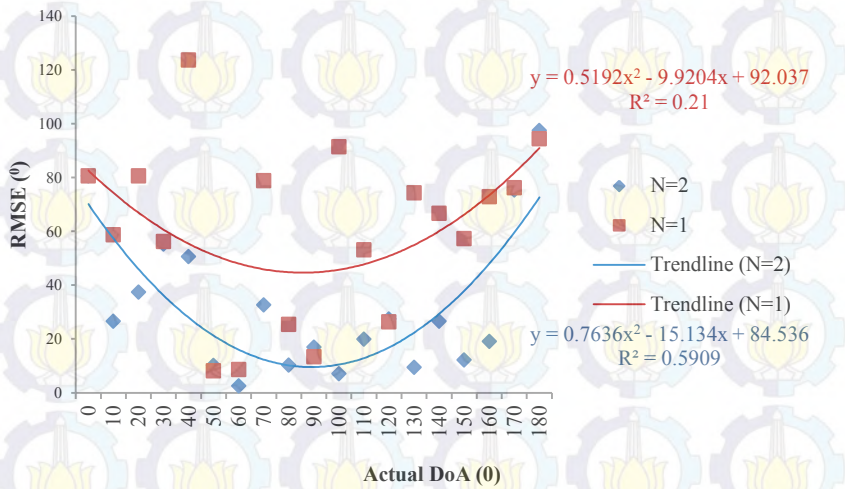 140
120
100
80
60
40
20
0
RMSE (⁰)
0 10 20 30 40 50 60 70 80 90 100 110 120 130 140 150 160 170 180
Actual DoA (0)
y = 0.5192x² - 9.9204x + 92.037
R² = 0.21
N=2
N=1
Trendline (N=2)
Trendline (N=1)
y = 0.7636x² - 15.134x + 84.536
R² = 0.5909